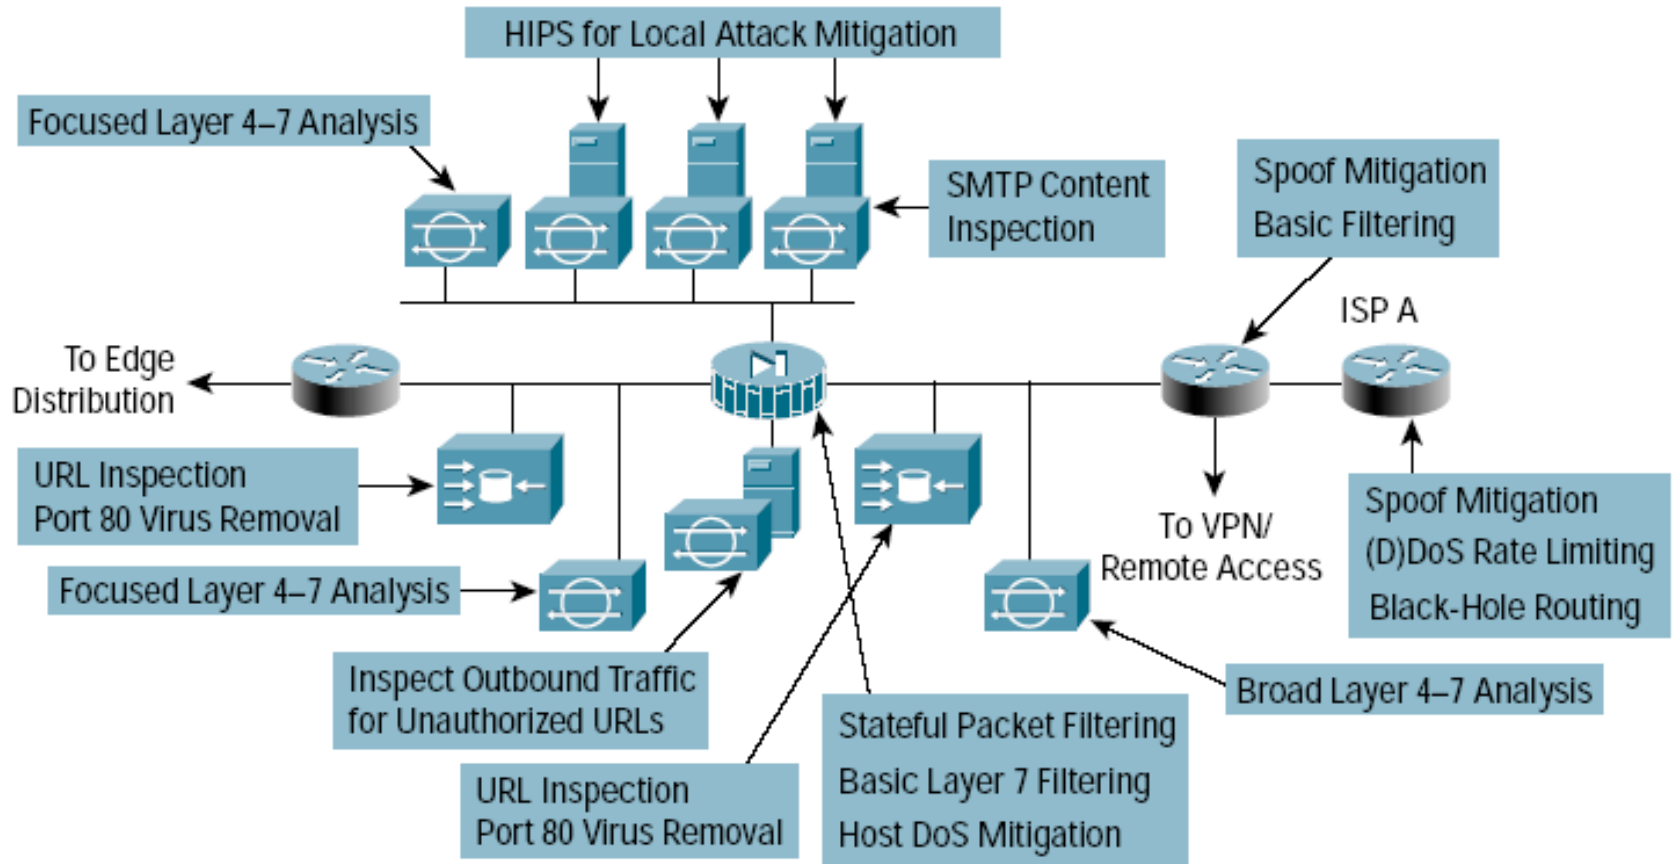 HIPS for Local Attack Mitigation
Focused Layer 4–7 Analysis
SMTP Content
Inspection
Spoof Mitigation
Basic Filtering
ISP A
To Edge
Distribution
URL Inspection
Port 80 Virus Removal
To VPN/
Remote Access
Spoof Mitigation
(D)DoS Rate Limiting
Black-Hole Routing
Focused Layer 4–7 Analysis
Inspect Outbound Traffic
for Unauthorized URLs
Broad Layer 4–7 Analysis
Stateful Packet Filtering
Basic Layer 7 Filtering
Host DoS Mitigation
URL Inspection
Port 80 Virus Removal